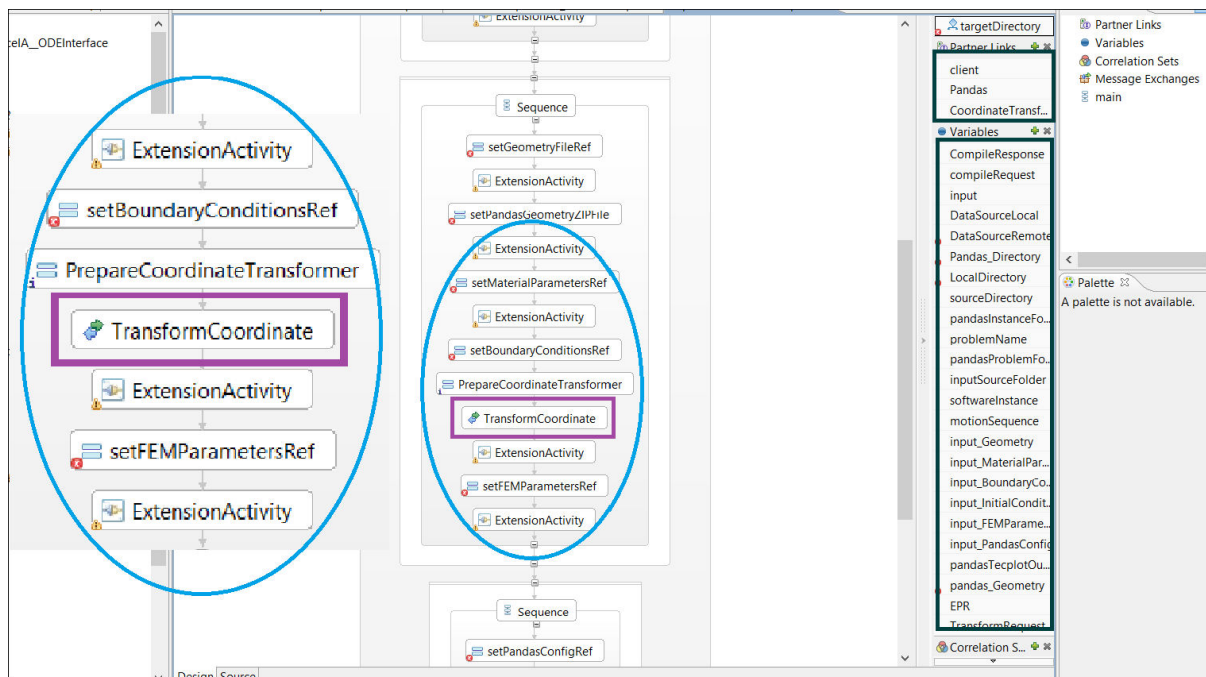 ceIA__ODEInterface
ExtensionActivity
setBoundaryConditionsRef
PrepareCoordinateTransformer
TransformCoordinate
ExtensionActivity
setFEMParametersRef
ExtensionActivity
ExtensionActivity
Sequence
setGeometryFileRef
ExtensionActivity
setPandasGeometryZIPFile
ExtensionActivity
setMaterialParametersRef
ExtensionActivity
setBoundaryConditionsRef
PrepareCoordinateTransformer
TransformCoordinate
ExtensionActivity
setFEMParametersRef
ExtensionActivity
Sequence
setPandasConfigRef
Design Source
targetDirectory
Partner Links
client
Pandas
CoordinateTransf...
Variables
CompileResponse
compileRequest
input
DataSourceLocal
DataSourceRemote
Pandas_Directory
LocalDirectory
sourceDirectory
pandasInstanceFo...
problemName
pandasProblemFo...
inputSourceFolder
softwareInstance
motionSequence
input_Geometry
input_MaterialPar...
input_BoundaryCo...
input_InitialCondit...
input_FEMParame...
input_PandasConfig
pandasTecplotOu...
pandas_Geometry
EPR
TransformRequest
Correlation S...
Partner Links
Variables
Correlation Sets
Message Exchanges
main
Palette
A palette is not available.